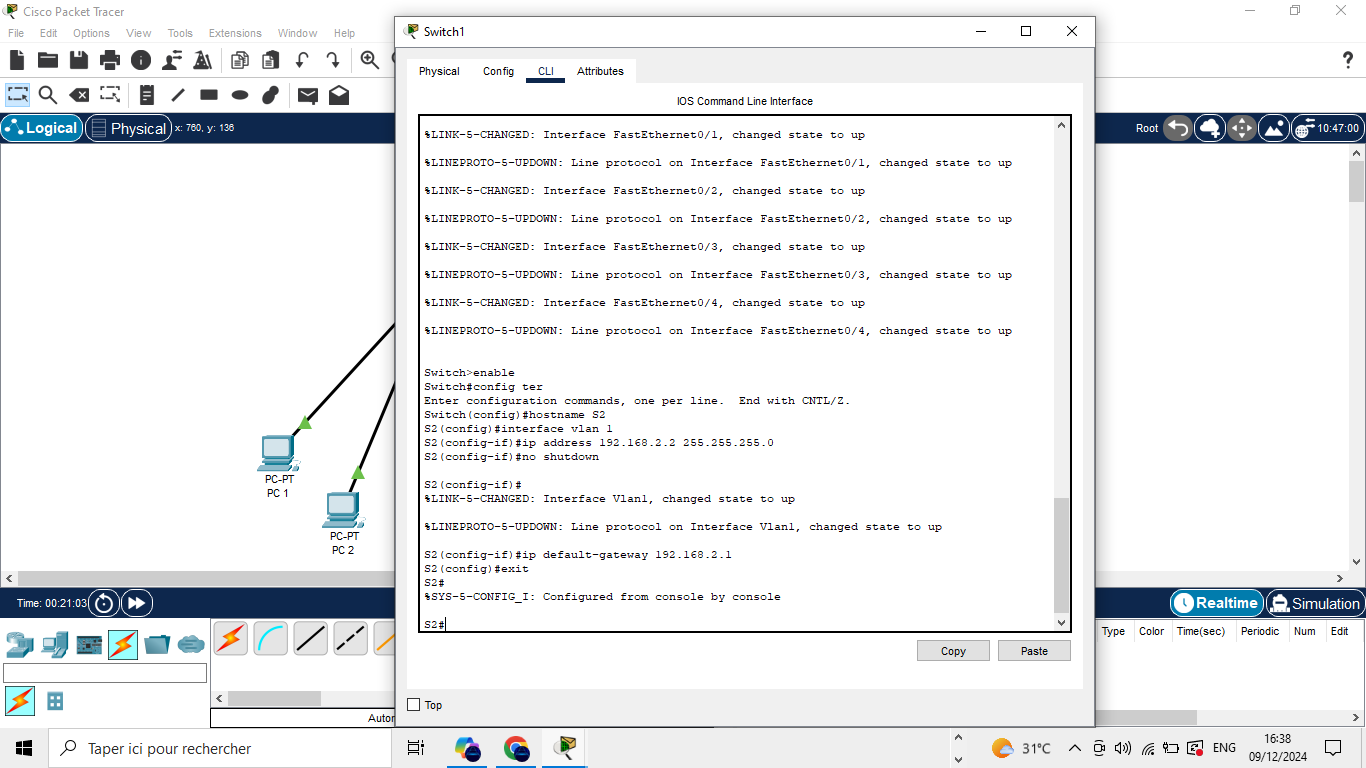 Cisco Packet Tracer
File Edit Options View Tools Extensions Window Help
Logical
Physical
x: 760, y: 136
Root
10:47:00
PC-PT
PC 1
PC-PT
PC 2
Switch1
Physical Config CLI Attributes
IOS Command Line Interface
%LINK-5-CHANGED: Interface FastEthernet0/1, changed state to up
%LINEPROTO-5-UPDOWN: Line protocol on Interface FastEthernet0/1, changed state to up
%LINK-5-CHANGED: Interface FastEthernet0/2, changed state to up
%LINEPROTO-5-UPDOWN: Line protocol on Interface FastEthernet0/2, changed state to up
%LINK-5-CHANGED: Interface FastEthernet0/3, changed state to up
%LINEPROTO-5-UPDOWN: Line protocol on Interface FastEthernet0/3, changed state to up
%LINK-5-CHANGED: Interface FastEthernet0/4, changed state to up
%LINEPROTO-5-UPDOWN: Line protocol on Interface FastEthernet0/4, changed state to up
Switch>enable
Switch#config ter
Enter configuration commands, one per line.  End with CNTL/Z.
Switch(config)#hostname S2
S2(config)#interface vlan 1
S2(config-if)#ip address 192.168.2.2 255.255.255.0
S2(config-if)#no shutdown
S2(config-if)#
%LINK-5-CHANGED: Interface Vlan1, changed state to up
%LINEPROTO-5-UPDOWN: Line protocol on Interface Vlan1, changed state to up
S2(config-if)#ip default-gateway 192.168.2.1
S2(config)#exit
S2#
%SYS-5-CONFIG_I: Configured from console by console
S2#
Copy Paste
Top
Time: 00:21:03
Realtime Simulation
Type Color Time(sec) Periodic Num Edit
Autor
Taper ici pour rechercher
31°C
ENG
16:38
09/12/2024